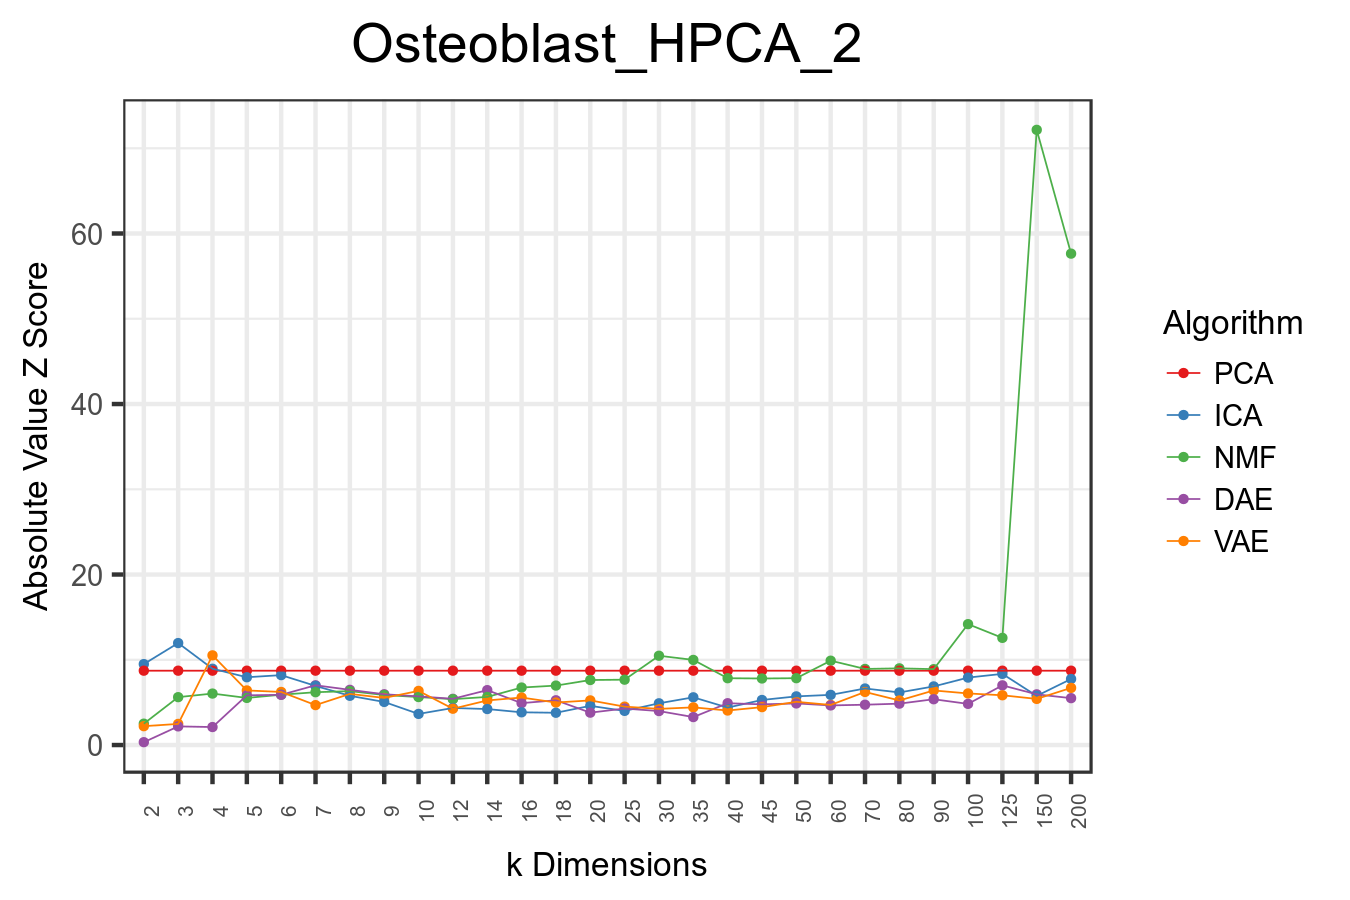 Osteoblast_HPCA_2
Absolute Value Z Score
60
40
20
0
2 3 4 5 6 7 8 9 10 12 14 16 18 20 25 30 35 40 45 50 60 70 80 90 100 125 150 200
k Dimensions
Algorithm
PCA
ICA
NMF
DAE
VAE